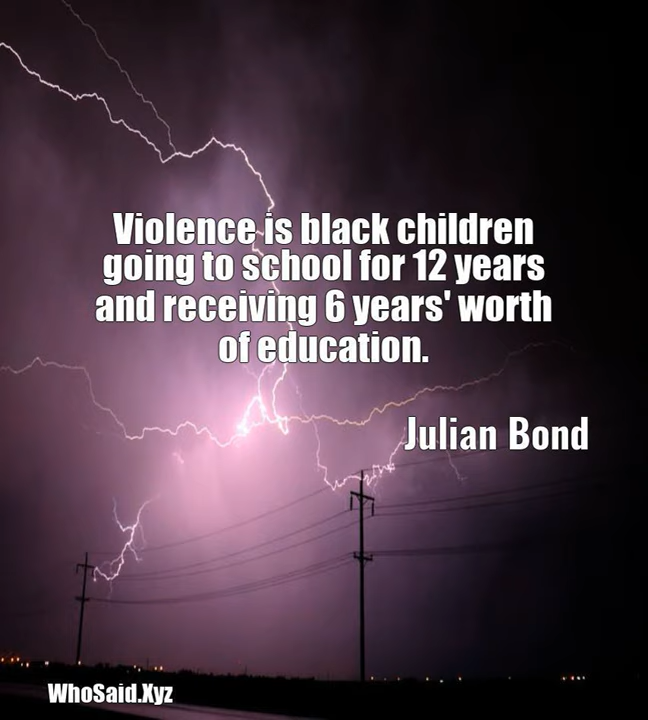 Violence is black children
going to school for 12 years
and receiving 6 years' worth
of education.
Julian Bond
WhoSaid.Xyz